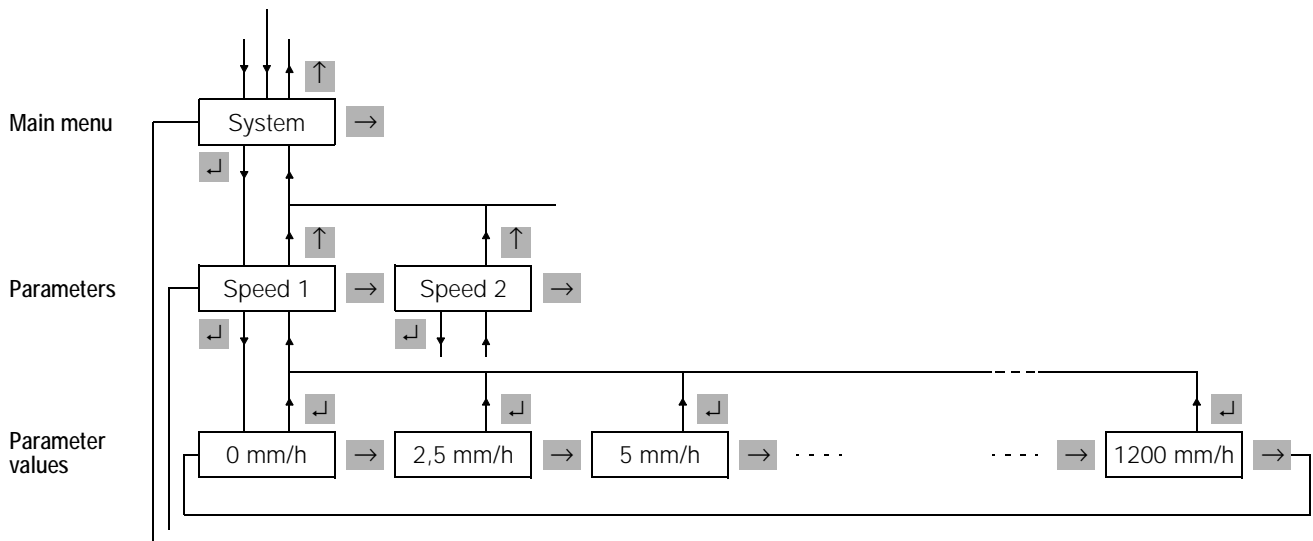 ↑
Main menu
System →
↵
↑ ↑
Parameters
Speed 1 → Speed 2 →
↵ ↵
↵ ↵ ↵ ↵
Parameter
values
0 mm/h → 2,5 mm/h → 5 mm/h → → 1200 mm/h →